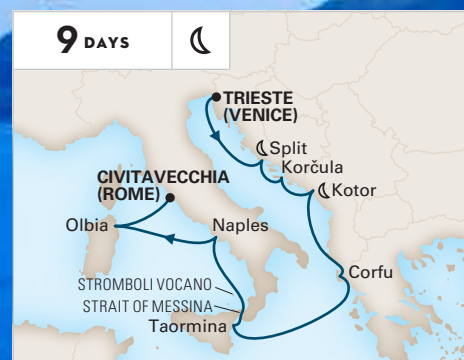 9 DAYS
TRIESTE
(VENICE)
Split
Korčula
Kotor
CIVITAVECCHIA
(ROME)
Olbia
Naples
Corfu
STROMBOLI VOCANO
STRAIT OF MESSINA
Taormina